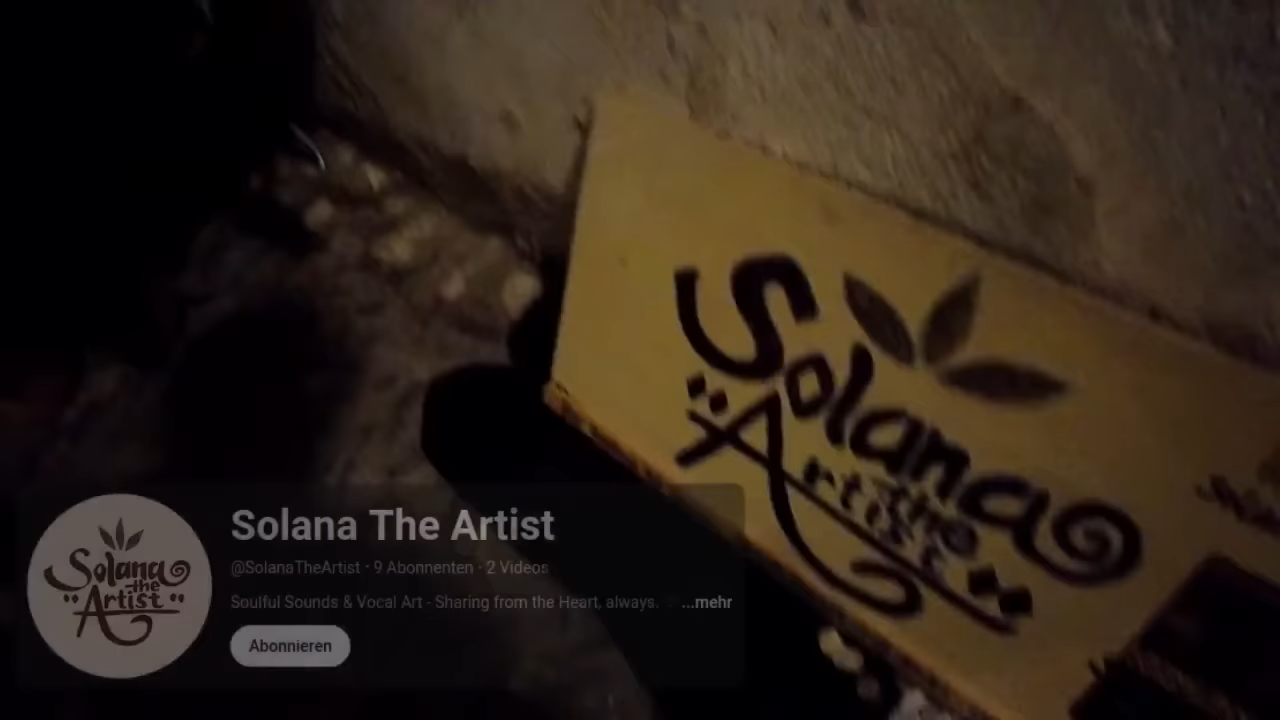 Solana
the
Artist
Solana The Artist
@SolanaTheArtist • 9 Abonnenten • 2 Videos
Soulful Sounds & Vocal Art - Sharing from the Heart, always. ...mehr
Abonnieren
Solana
the
Artist